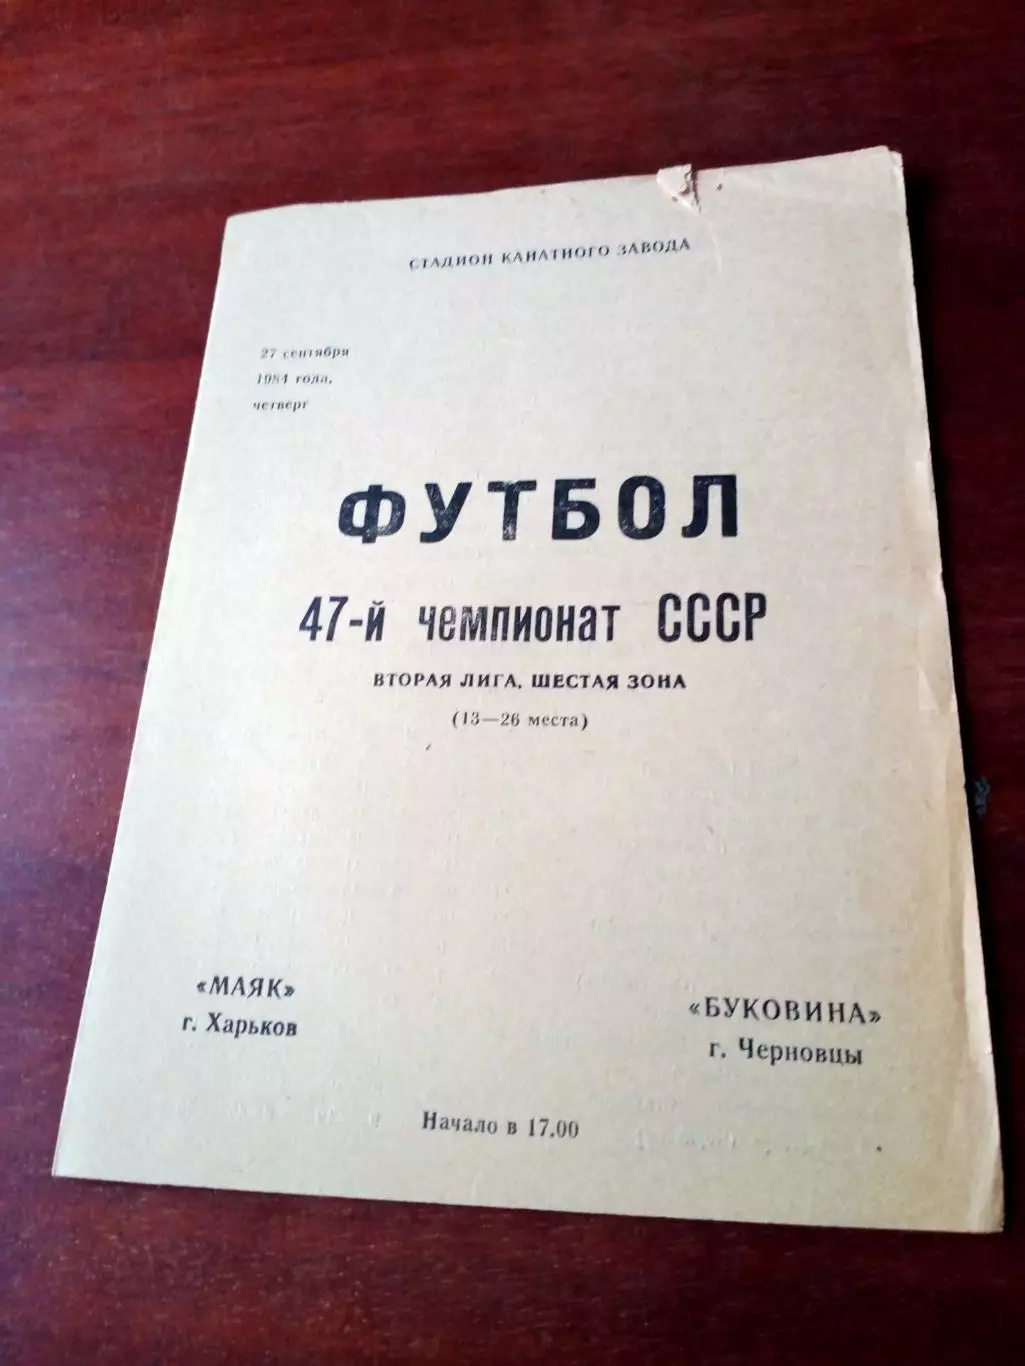 СТАДИОН КАНАТНОГО ЗАВОДА
27 сентября
1984 года,
четверг
ФУТБОЛ
47-й чемпионат СССР
ВТОРАЯ ЛИГА. ШЕСТАЯ ЗОНА
(13—26 места)
«МАЯК»
г. Харьков
«БУКОВИНА»
г. Черновцы
Начало в 17.00